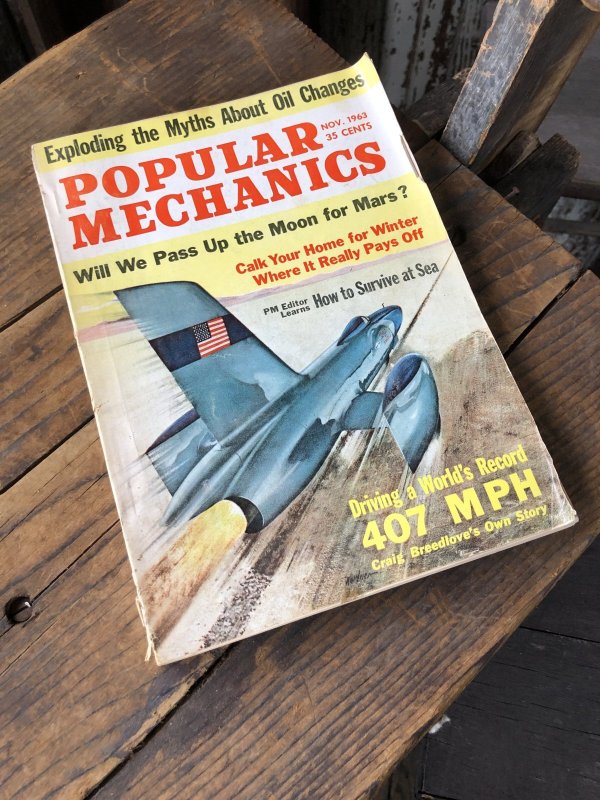 Exploding the Myths About Oil Changes
POPULAR
NOV. 1963
35 CENTS
MECHANICS
Will We Pass Up the Moon for Mars?
Calk Your Home for Winter
Where It Really Pays Off
PM Editor
Learns
How to Survive at Sea
Driving a World's Record
407 MPH
Craig Breedlove's Own Story